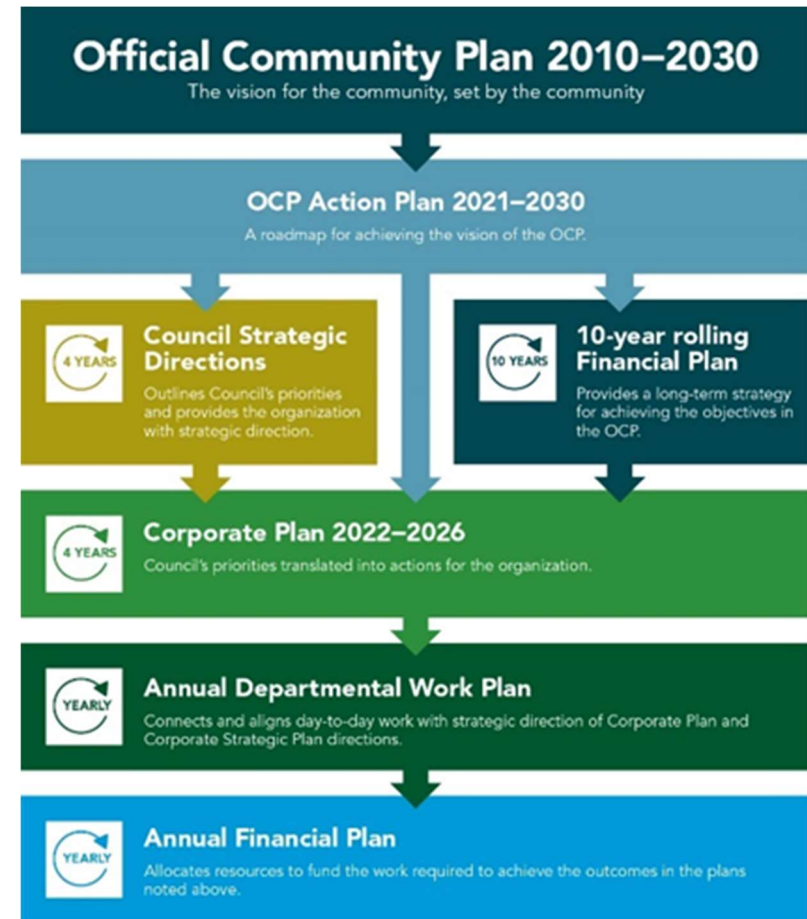 Official Community Plan 2010–2030
The vision for the community, set by the community
OCP Action Plan 2021–2030
A roadmap for achieving the vision of the OCP.
4 YEARS
Council Strategic
Directions
Outlines Council's priorities
and provides the organization
with strategic direction.
10 YEARS
10-year rolling
Financial Plan
Provides a long-term strategy
for achieving the objectives in
the OCP.
4 YEARS
Corporate Plan 2022–2026
Council's priorities translated into actions for the organization.
YEARLY
Annual Departmental Work Plan
Connects and aligns day-to-day work with strategic direction of Corporate Plan and
Corporate Strategic Plan directions.
YEARLY
Annual Financial Plan
Allocates resources to fund the work required to achieve the outcomes in the plans
noted above.